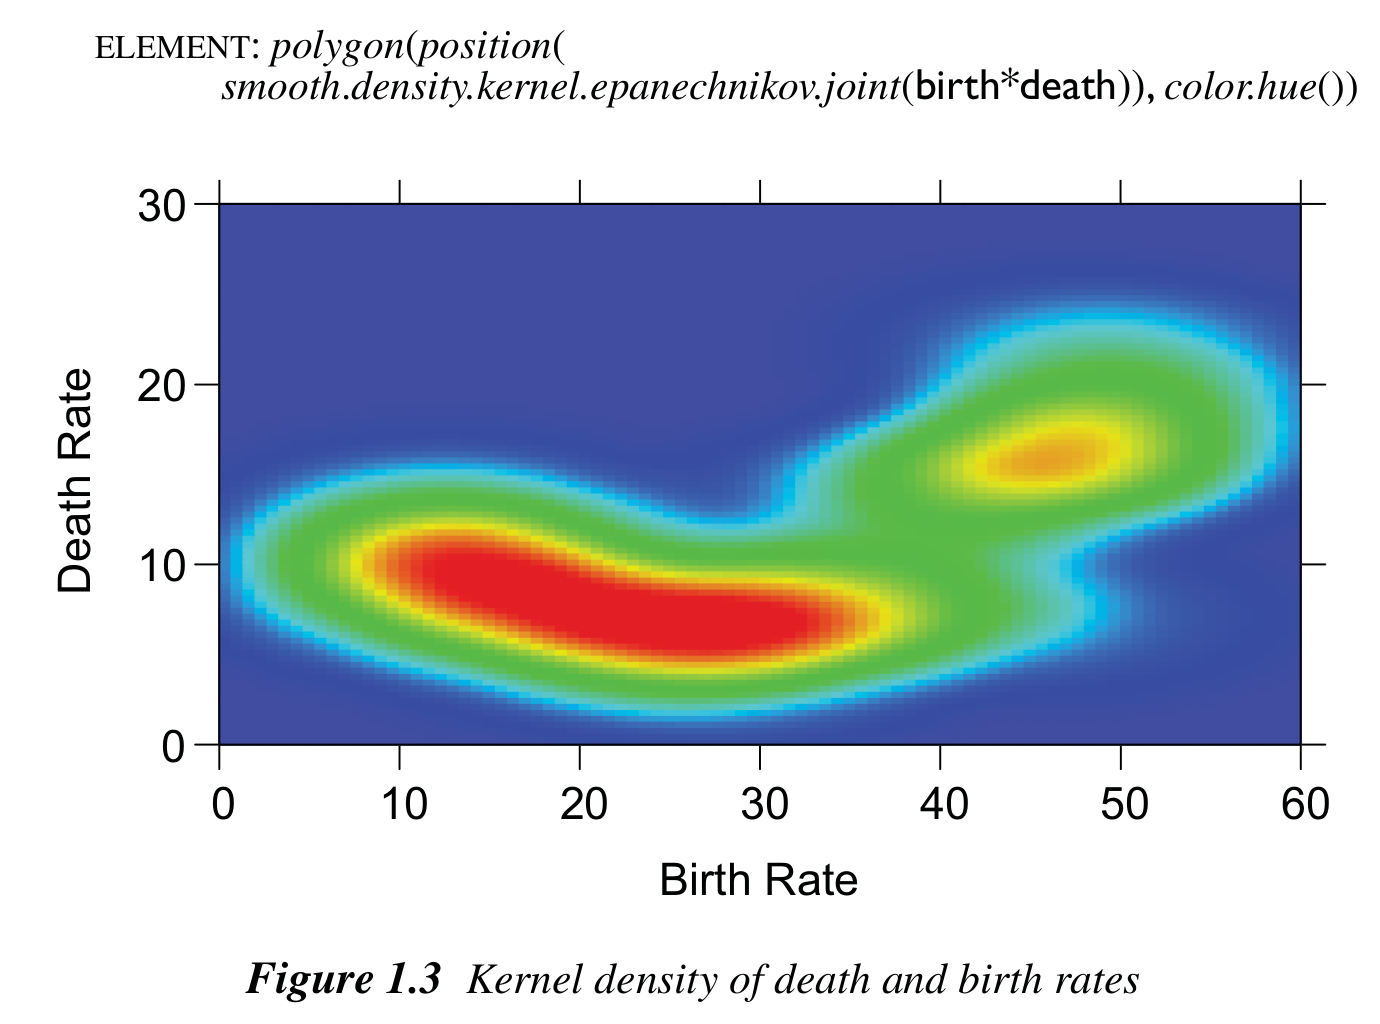 ELEMENT: polygon(position(
smooth.density.kernel.epanechnikov.joint(birth*death)), color.hue())
30
20
10
0
Death Rate
0 10 20 30 40 50 60
Birth Rate
Figure 1.3 Kernel density of death and birth rates